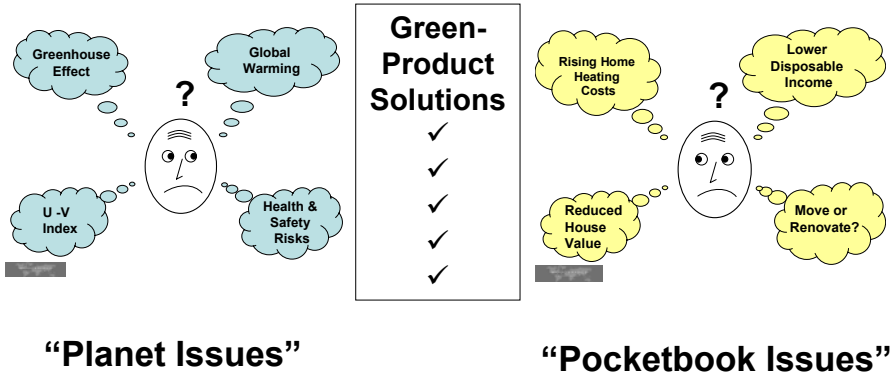 Greenhouse
Effect
Global
Warming
?
U -V
Index
Health &
Safety
Risks
“Planet Issues”
Green-
Product
Solutions
✓
✓
✓
✓
✓
Rising Home
Heating
Costs
Lower
Disposable
Income
?
Reduced
House
Value
Move or
Renovate?
“Pocketbook Issues”